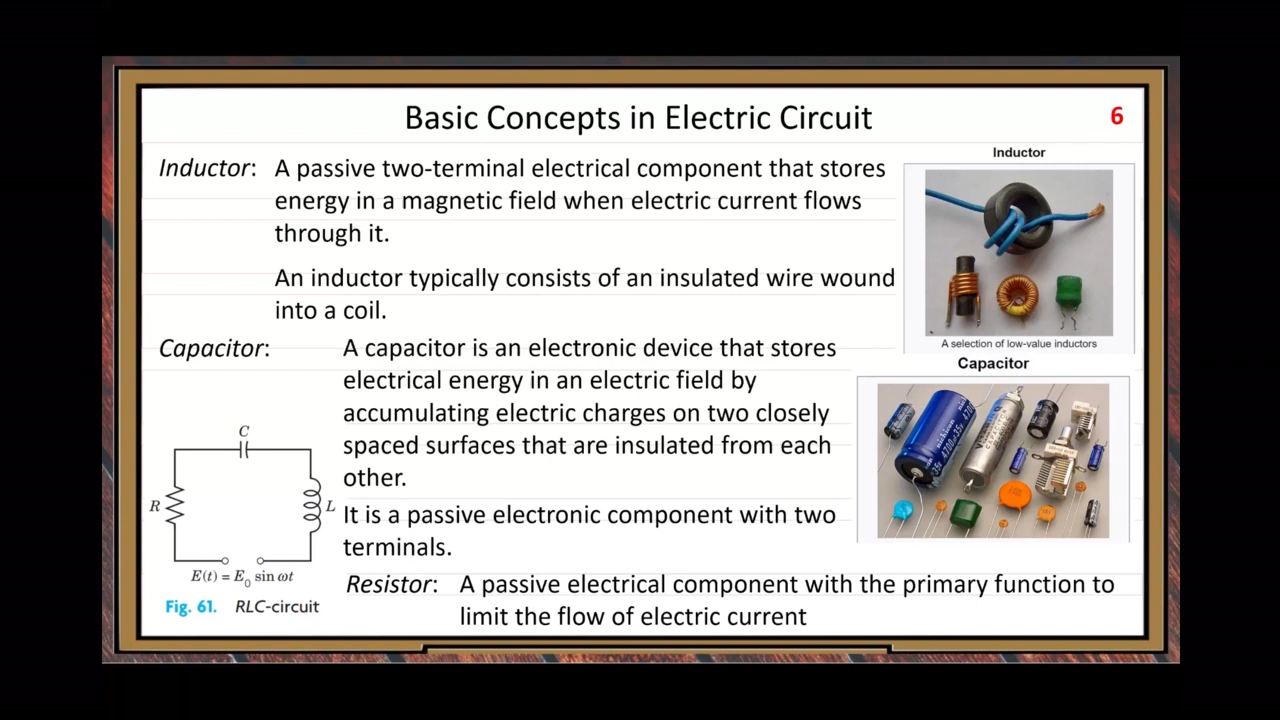 Basic Concepts in Electric Circuit
6
Inductor: A passive two-terminal electrical component that stores
energy in a magnetic field when electric current flows
through it.
An inductor typically consists of an insulated wire wound
into a coil.
Inductor
A selection of low-value inductors
Capacitor: A capacitor is an electronic device that stores
electrical energy in an electric field by
accumulating electric charges on two closely
spaced surfaces that are insulated from each
other.
It is a passive electronic component with two
terminals.
Capacitor
nichicon
4700µF35v
C
R
L
E(t) = E₀ sin ωt
Fig. 61. RLC-circuit
Resistor: A passive electrical component with the primary function to
limit the flow of electric current